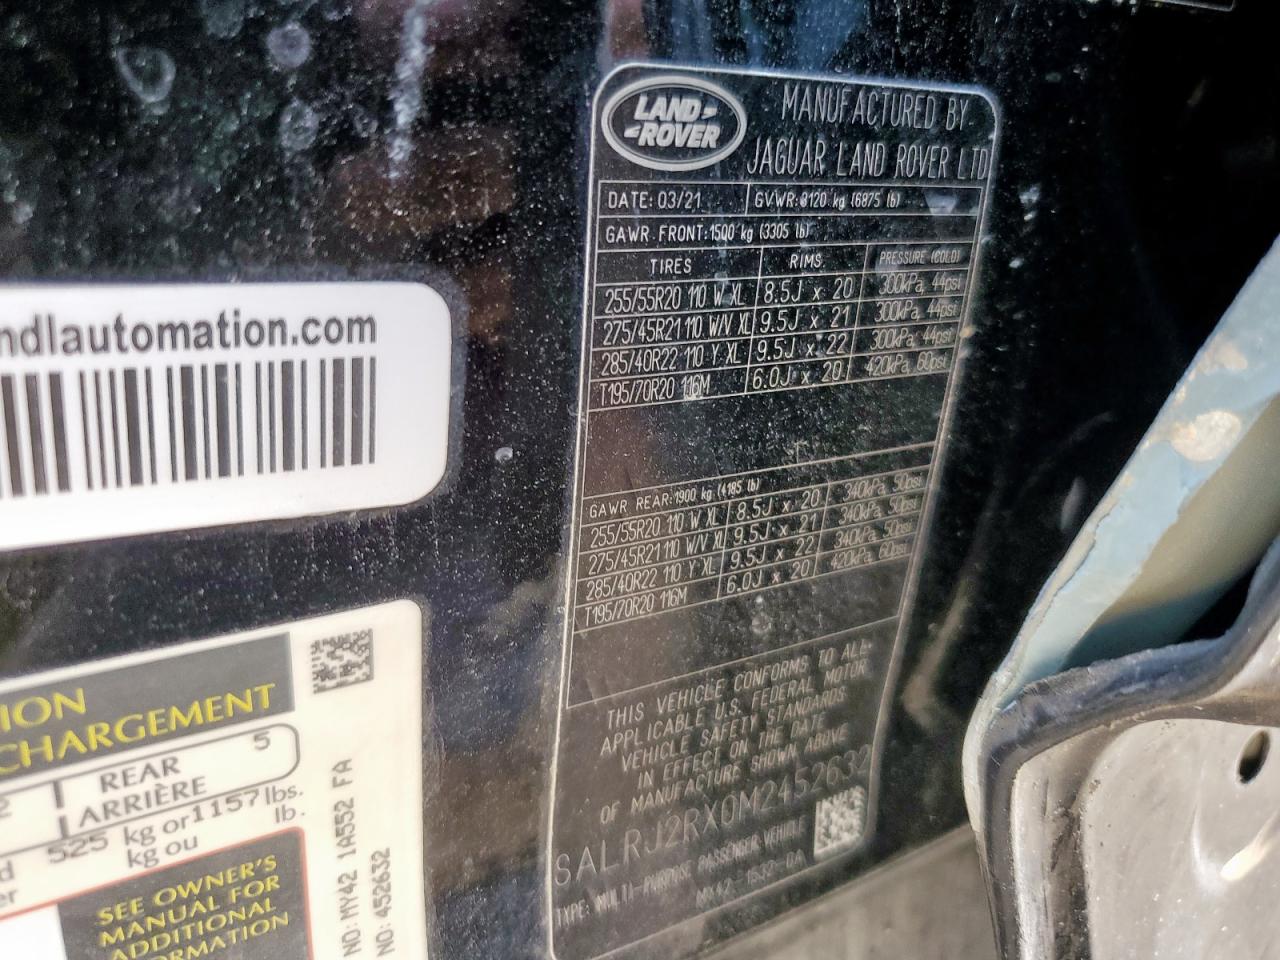 LAND
ROVER
MANUFACTURED BY
JAGUAR LAND ROVER LTD
DATE: 03/21 GVWR: 3120 kg (6875 lb)
GAWR FRONT: 1500 kg (3305 lb)
TIRES RIMS. PRESSURE (COLD)
255/55R20 110 W XL 8.5J x 20 300kPa, 44psi
275/45R21 110 W/V XL 9.5J x 21 300kPa, 44psi
285/40R22 110 Y XL 9.5J x 22 300kPa, 44psi
T195/70R20 116M 6.0J x 20 420kPa, 60psi
GAWR REAR: 1900 kg (4185 lb)
255/55R20 110 W XL 8.5J x 20 340kPa, 50psi
275/45R21 110 W/V XL 9.5J x 21 340kPa, 50psi
285/40R22 110 Y XL 9.5J x 22 340kPa, 50psi
T195/70R20 116M 6.0J x 20 420kPa, 60psi
THIS VEHICLE CONFORMS TO ALL
APPLICABLE U.S. FEDERAL MOTOR
VEHICLE SAFETY STANDARDS
IN EFFECT ON THE DATE
OF MANUFACTURE SHOWN ABOVE
SALRJ2RX0M2452632
TYPE: MULTI-PURPOSE PASSENGER VEHICLE
ndlautomation.com
TION
CHARGEMENT
2 REAR 5
ARRIÈRE
525 kg or 1157 lbs.
kg ou lb.
SEE OWNER'S
MANUAL FOR
ADDITIONAL
RMATION
NO: MY42 1A552 FA
NO: 452632